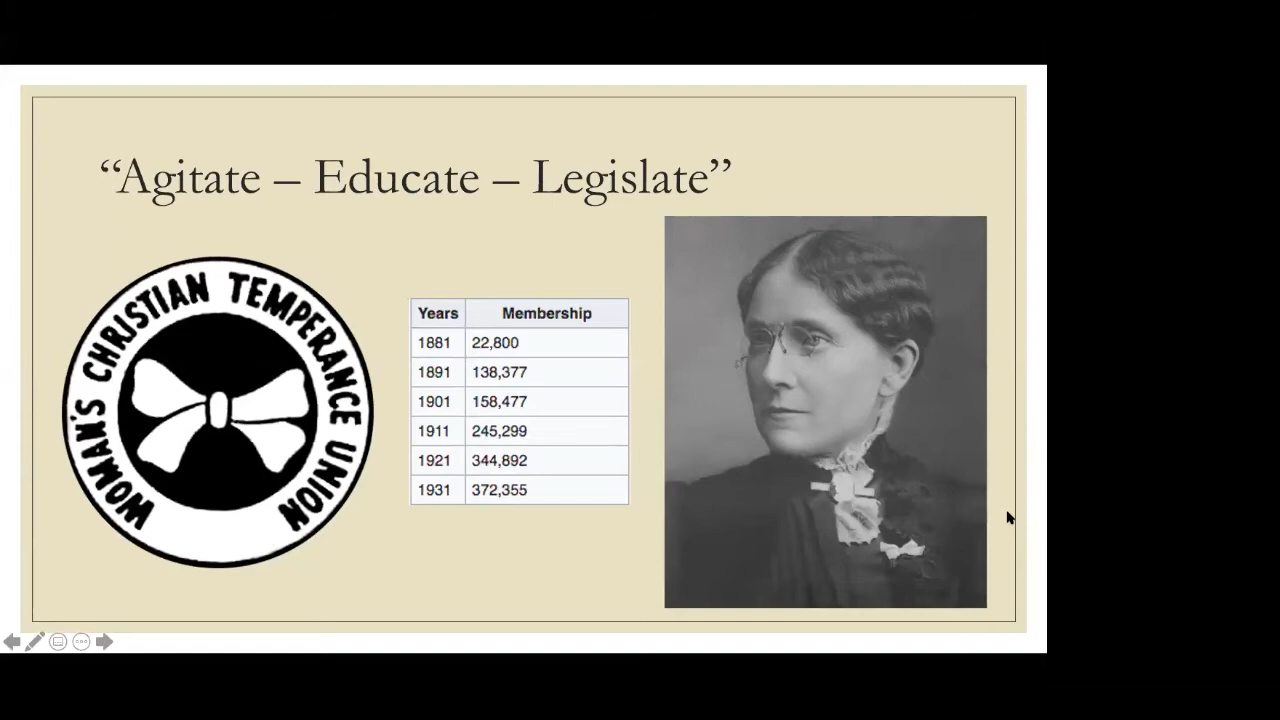 “Agitate – Educate – Legislate”
WOMAN'S CHRISTIAN TEMPERANCE UNION
Years Membership
1881 22,800
1891 138,377
1901 158,477
1911 245,299
1921 344,892
1931 372,355